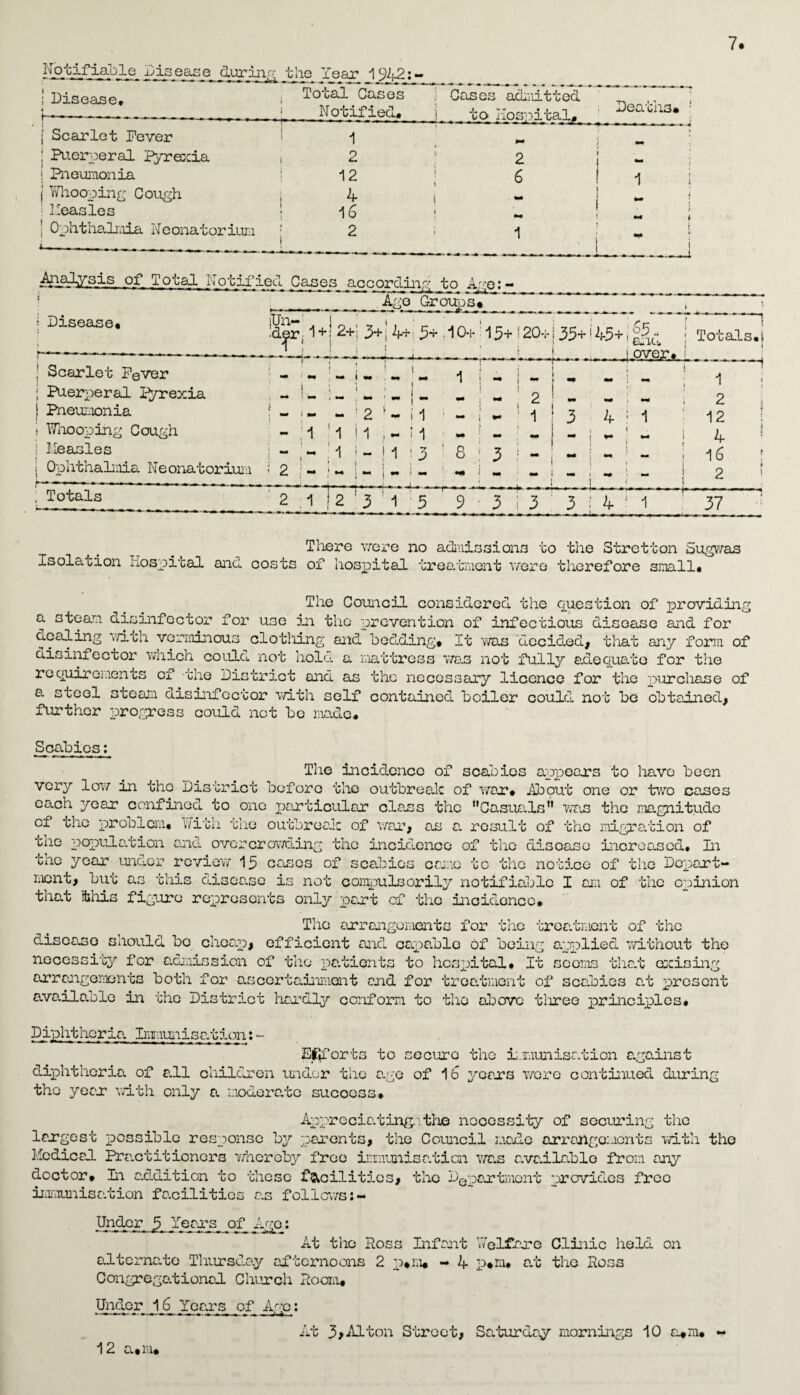 7.
Notifiable Disease during the Year 1942:-
Disease. Total Cases Notified. Cases admitted to Hospital. Deaths.
Scarlet Fever 1 - -
Puerperal Pyrexia 2 2 -
Pneumonia 12 6 1
Whooping Cough 4 - -
Measles 16 - -
Ophthalmia Neonatorium 2 1 -
Analysis of Total Notified Cases according to Age:-
Age Groups.
Disease. Un-der 1 1+ 2+ 3+ 4+ 5+ 10+ 15+ 20+ 35+ 45+ 65 and over. Totals.
Scarlet Fever - - - - - - 1 - - - - - 1
Puerperal Pyrexia - - - - - - - - 2 - - - 2
Pneumonia - - - 2 - 1 - - 1 3 4 1 12
Whooping Cough - 1 1 1 - 1 - - - - - - 4
Measles - - 1 - 1 3 8 3 - - - - 16
Ophthalmia Neonatorium 2 - - - - - - - - - - - 2
Totals 2 1 2 3 1 5 9 3 3 3 4 1 37
There were no admissions to the Stretton Sugwas
Isolation Hospital and costs of hospital treatment were therefore small.
The Council considered the question of providing
a steam disinfector for use in the prevention of infectious disease and for
dealing with verminous clothing and bedding. It was decided, that any form of
disinfector which could not hold a mattress was not fully adequate for the
requirements of the District and as the necessary licence for the purchase of
a steel steam disinfector with self contained boiler could not be obtained,
further progress could not be made.
Scabies:
The incidence of scabies appears to have been
very low in the District before the outbreak of war. About one or two cases
each year confined to one particular class the "Casuals" was the magnitude
of the problem. With the outbreak of war, as a result of the migration of
the population and overcrowding the incidence of the disease increased. In
the year under review 15 cases of scabies came to the notice of the Depart-
ment, but as this disease is not compulsorily notifiable I am of the opinion
that this figure represents only part of the incidence.
The arrangements for the treatment of the
disease should be cheap, efficient and capable of being applied without the
necessity for admission of the patients to hospital. It seems that exising
arrangements both for ascertainment and for treatment of scabies at present
available in the District hardly conform to the above three principles.
Diphtheria Immunisation:-
Efforts to secure the immunisation against
diphtheria of all children under the age of 16 years were continued during
the year with only a moderate success.
Appreciating the necessity of securing the
largest possible response by parents, the Council made arrangements with the
Medical Practitioners whereby free immunisation was available from any
doctor. In addition to these facilities, the Department provides free
immunisation facilities as follows:-
Under 5 Years of Age:
At the Ross Infant Welfare Clinic held on
alternate Thursday afternoons 2 p.m. - 4 p.m. at the Ross
Congregational Church Room.
Under 16 Years of Age:
At 3, Alton Street, Saturday mornings 10 a.m. -
12 a.m.